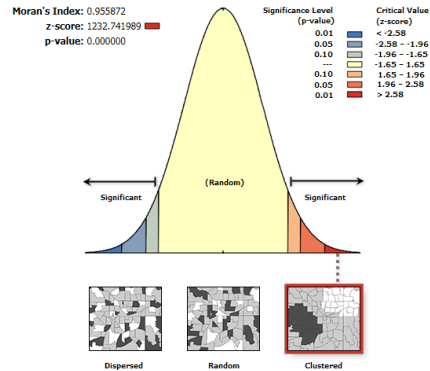 Moran's Index: 0.955872
z-score: 1232.741989
p-value: 0.000000
Significance Level (p-value)
Critical Value (z-score)
0.01 < -2.58
0.05 -2.58 – -1.96
0.10 -1.96 – -1.65
--- -1.65 – 1.65
0.10 1.65 – 1.96
0.05 1.96 – 2.58
0.01 > 2.58
(Random)
Significant Significant
Dispersed Random Clustered